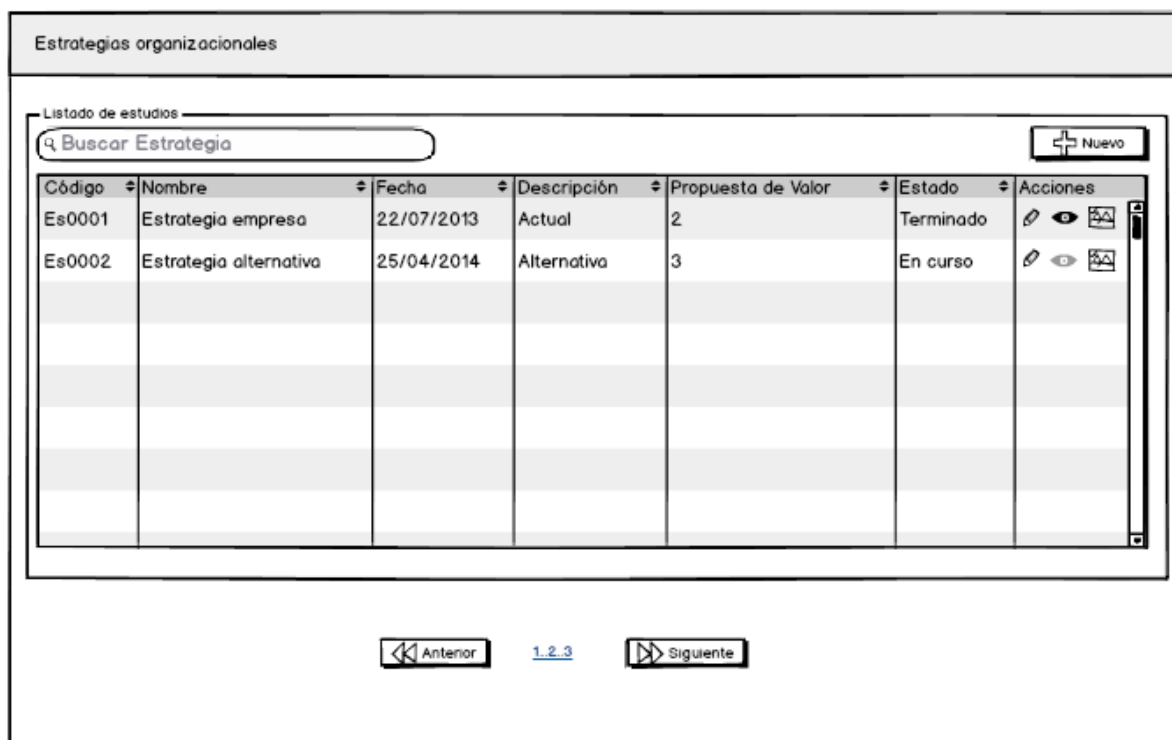 Estrategias organizacionales
Listado de estudios
Buscar Estrategia
Nuevo
Código Nombre Fecha Descripción Propuesta de Valor Estado Acciones
Es0001 Estrategia empresa 22/07/2013 Actual 2 Terminado
Es0002 Estrategia alternativa 25/04/2014 Alternativa 3 En curso
Anterior 1..2..3 Siguiente